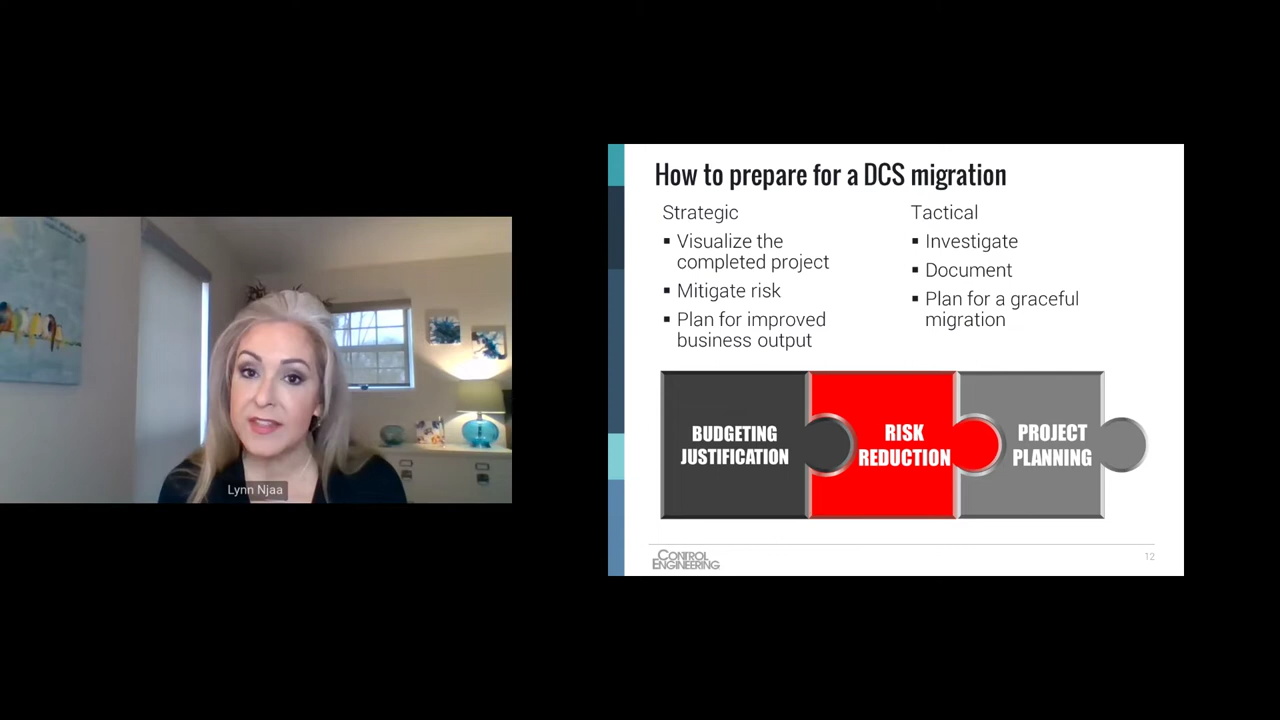 How to prepare for a DCS migration
Strategic
▪ Visualize the
completed project
▪ Mitigate risk
▪ Plan for improved
business output
Tactical
▪ Investigate
▪ Document
▪ Plan for a graceful
migration
BUDGETING
JUSTIFICATION
RISK
REDUCTION
PROJECT
PLANNING
Lynn Njaa
CONTROL
ENGINEERING
12